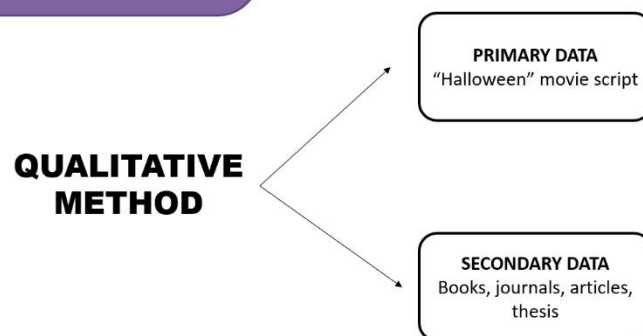 QUALITATIVE
METHOD
PRIMARY DATA
“Halloween” movie script
SECONDARY DATA
Books, journals, articles,
thesis